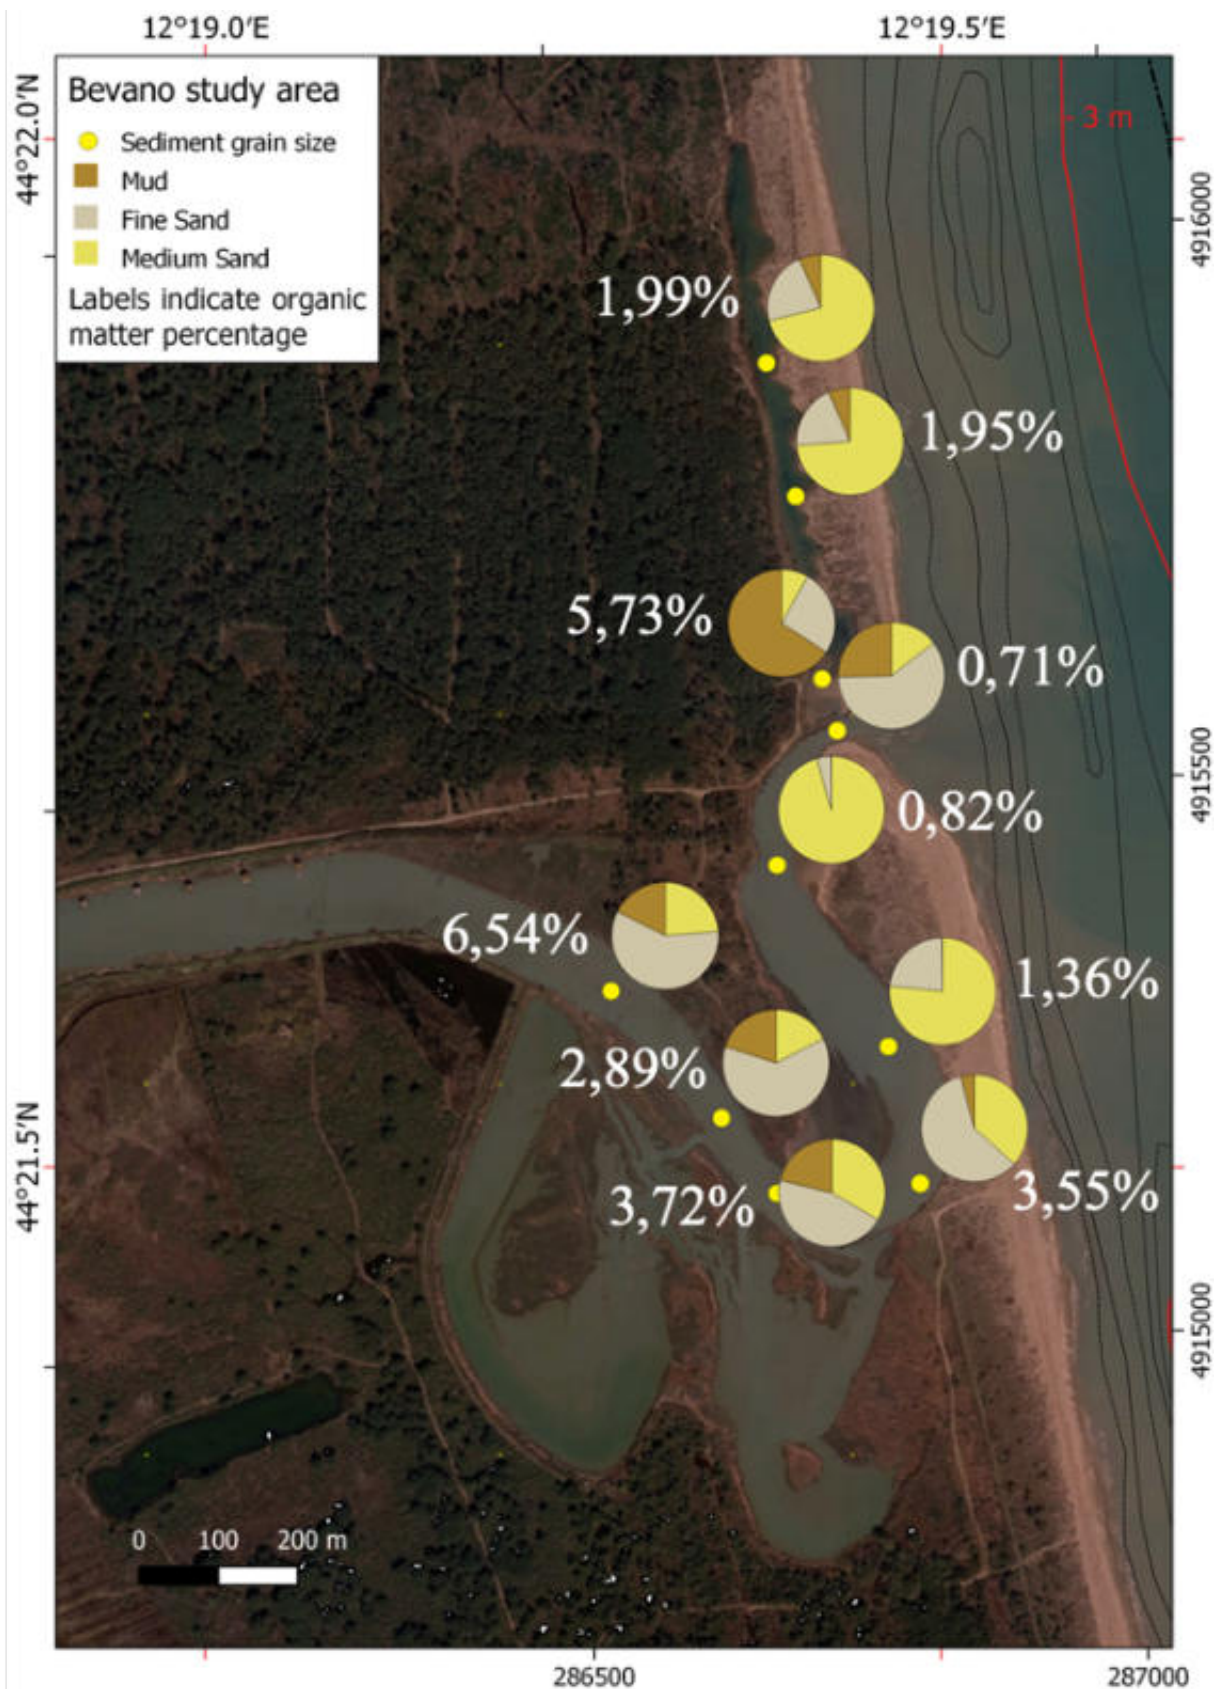 12°19.0'E
12°19.5'E
44°22.0'N
Bevano study area
Sediment grain size
Mud
Fine Sand
Medium Sand
Labels indicate organic
matter percentage
- 3 m
4916000
1,99%
1,95%
5,73%
0,71%
4915500
0,82%
6,54%
1,36%
2,89%
44°21.5'N
3,72%
3,55%
4915000
0 100 200 m
286500
287000